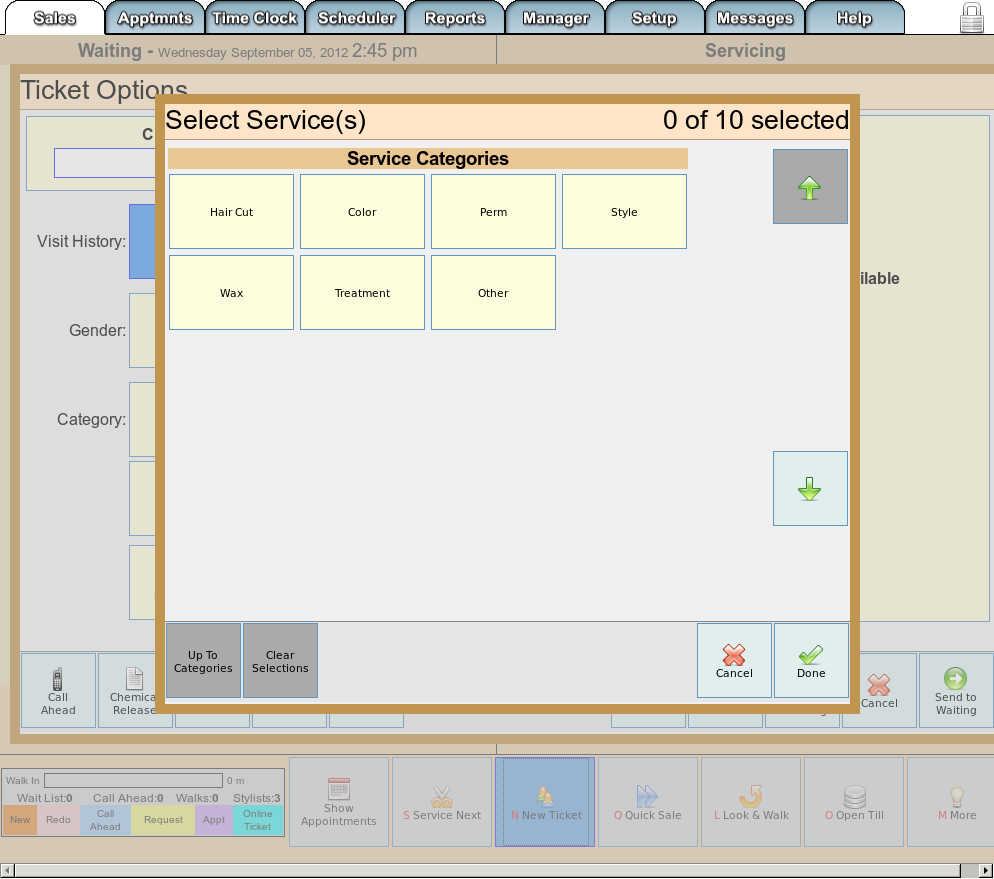 Sales Apptmnts Time Clock Scheduler Reports Manager Setup Messages Help
Waiting - Wednesday September 05, 2012 2:45 pm
Servicing
Ticket Options
Select Service(s)
0 of 10 selected
Service Categories
Hair Cut
Color
Perm
Style
Wax
Treatment
Other
Visit History:
Gender:
Category:
ilable
Up To
Categories
Clear
Selections
Cancel
Done
Call
Ahead
Chemica
Release
Cancel
Send to
Waiting
Walk In
0 m
Wait List:0 Call Ahead:0 Walks:0 Stylists:3
New
Redo
Call
Ahead
Request
Appt
Online
Ticket
Show
Appointments
S Service Next
N New Ticket
Q Quick Sale
L Look & Walk
O Open Till
M More